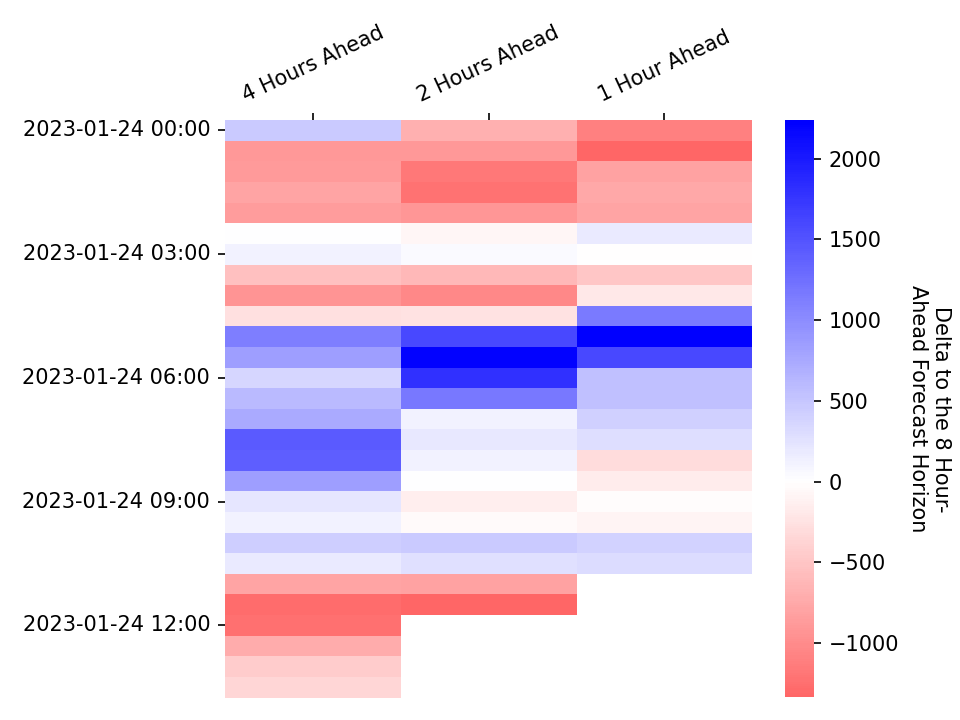 4 Hours Ahead
2 Hours Ahead
1 Hour Ahead
2023-01-24 00:00
2023-01-24 03:00
2023-01-24 06:00
2023-01-24 09:00
2023-01-24 12:00
2000
1500
1000
500
0
−500
−1000
Delta to the 8 Hour-
Ahead Forecast Horizon